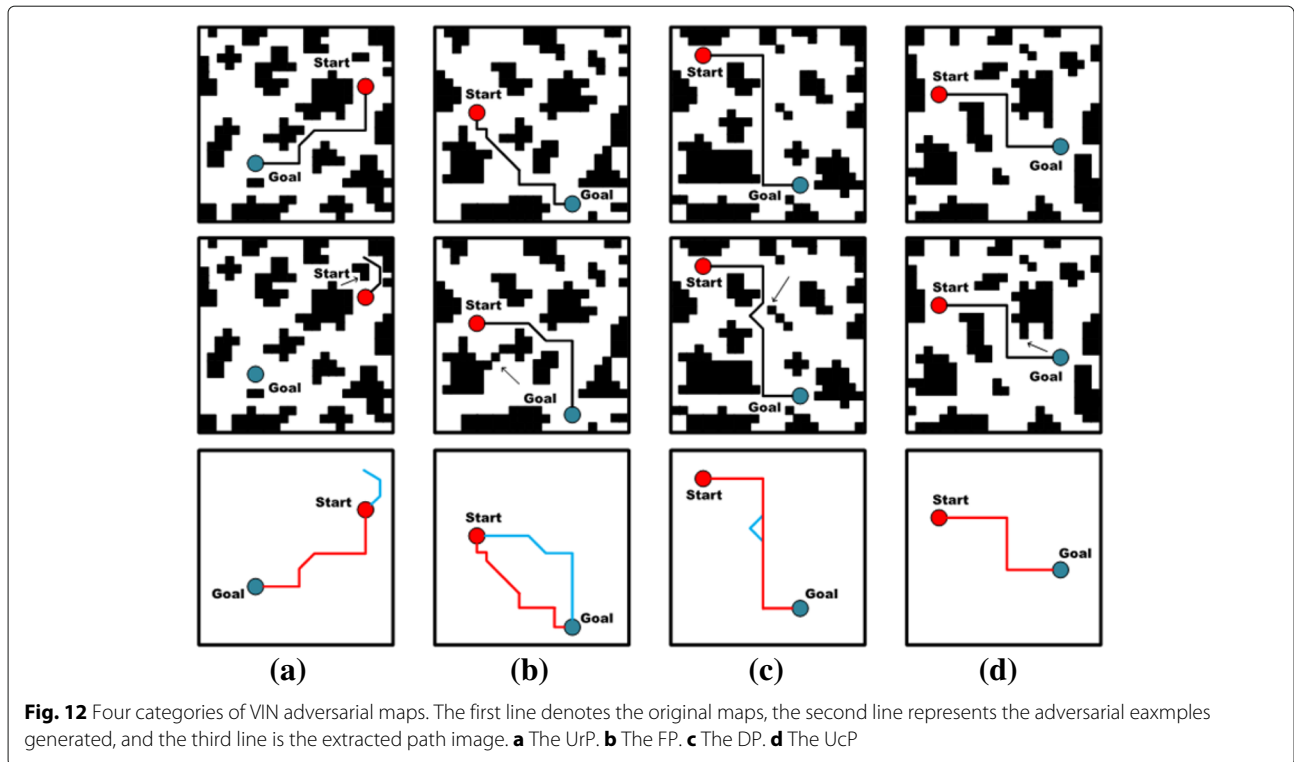 Start
Goal
Start
Goal
Start
Goal
Start
Goal
Start
Goal
Start
Goal
Start
Goal
Start
Goal
Start
Goal
Start
Goal
Start
Goal
Start
Goal
(a) (b) (c) (d)
Fig. 12 Four categories of VIN adversarial maps. The first line denotes the original maps, the second line represents the adversarial eaxmples
generated, and the third line is the extracted path image. a The UrP. b The FP. c The DP. d The UcP